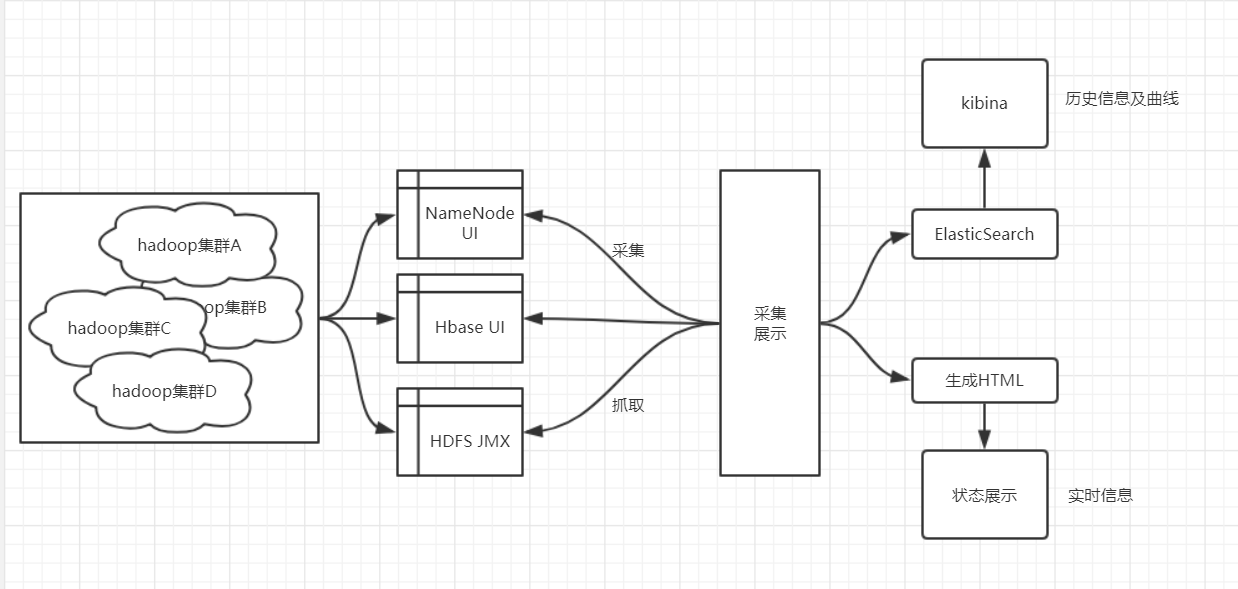 hadoop集群A
op集群B
hadoop集群C
hadoop集群D
NameNode
UI
Hbase UI
HDFS JMX
采集
抓取
采集
展示
kibina
历史信息及曲线
ElasticSearch
生成HTML
状态展示
实时信息